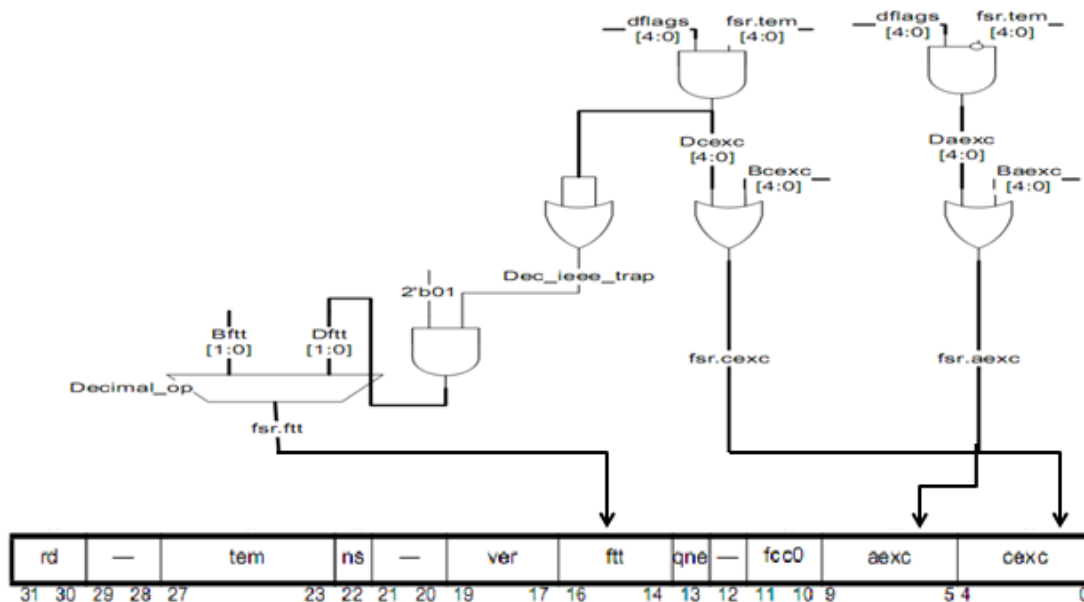 dflags fsr.tem dflags fsr.tem
[4:0] [4:0] [4:0] [4:0]
Dcexc Daexc
[4:0] [4:0]
Bcexc Baexc
[4:0] [4:0]
Dec_ieee_trap
2'b01
Bftt Dftt
[1:0] [1:0]
fsr.cexc fsr.aexc
Decimal_op
fsr.ftt
rd — tem ns — ver ftt qne — fcc0 aexc cexc
31 30 29 28 27 23 22 21 20 19 17 16 14 13 12 11 10 9 5 4